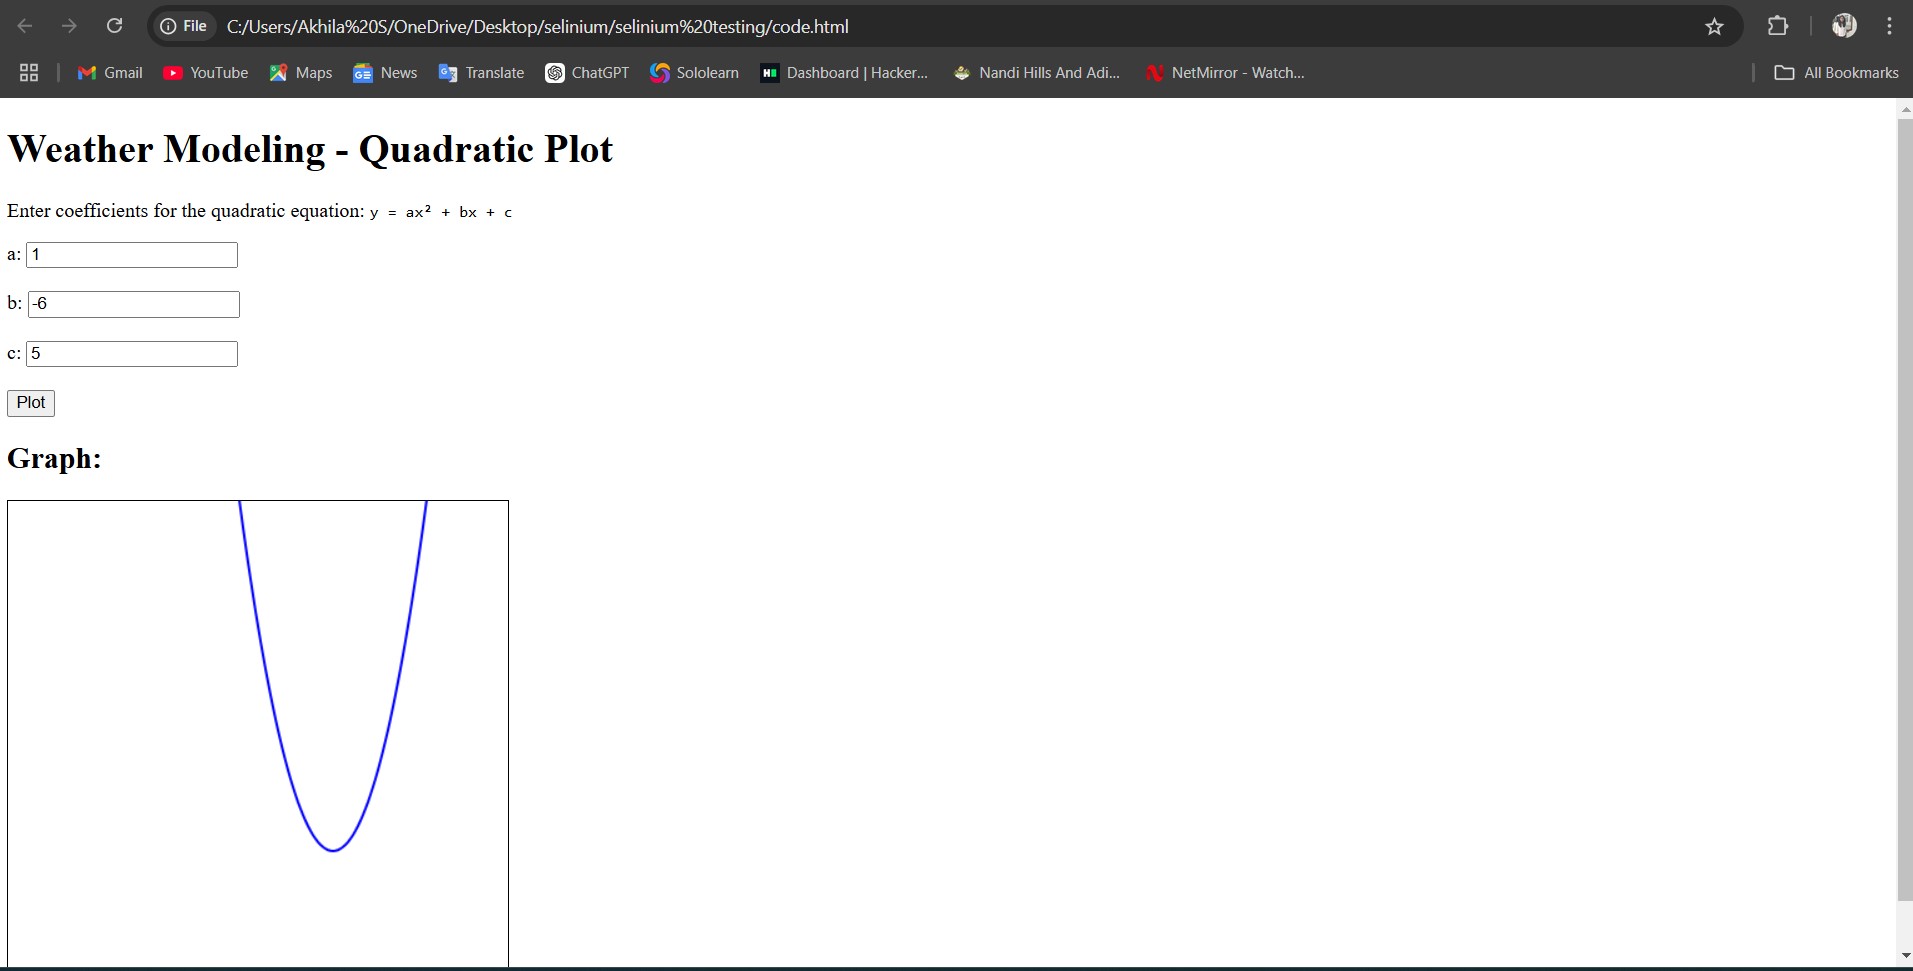 File C:/Users/Akhila%20S/OneDrive/Desktop/selinium/selinium%20testing/code.html
Gmail YouTube Maps News Translate ChatGPT Sololearn Dashboard | Hacker... Nandi Hills And Adi... NetMirror - Watch... All Bookmarks
Weather Modeling - Quadratic Plot
Enter coefficients for the quadratic equation: y = ax² + bx + c
a: 1
b: -6
c: 5
Plot
Graph: